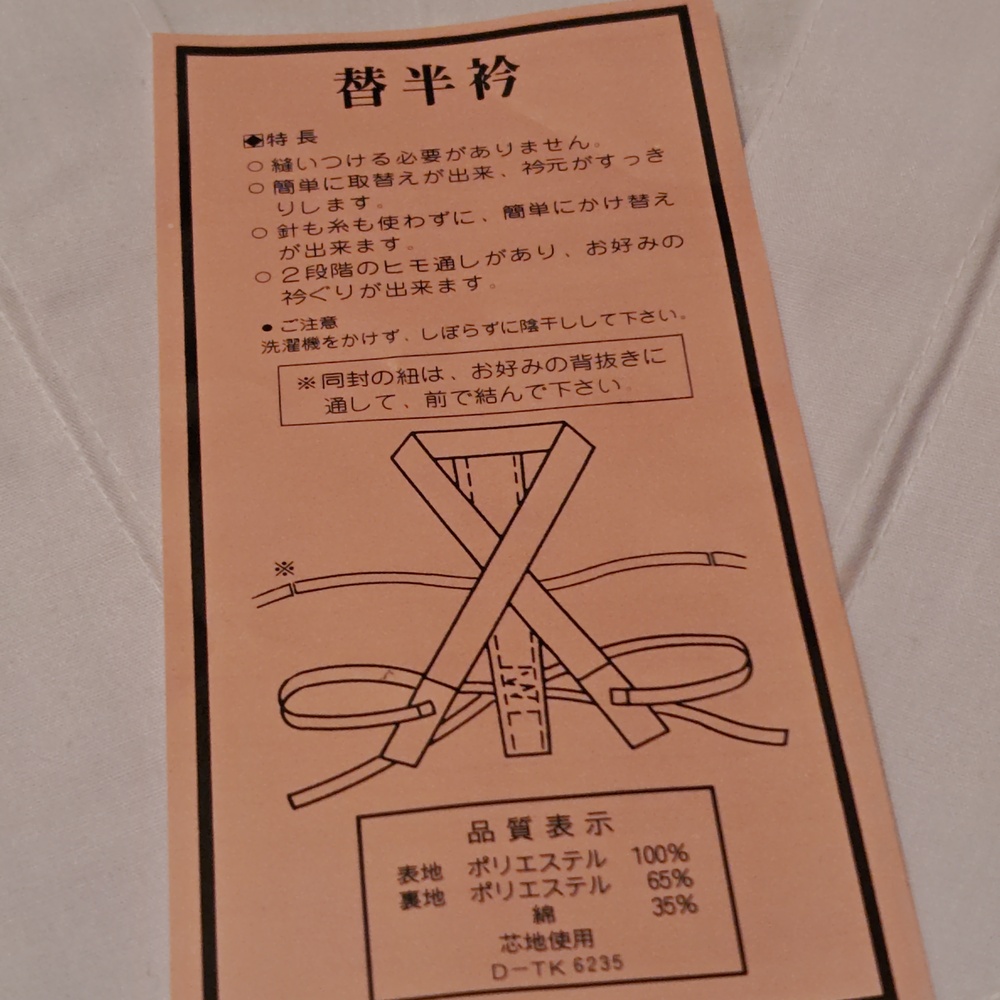 替半衿
◆特長
○縫いつける必要がありません。
○簡単に取替えが出来、衿元がすっき
りします。
○針も糸も使わずに、簡単にかけ替え
が出来ます。
○2段階のヒモ通しがあり、お好みの
衿ぐりが出来ます。
●ご注意
洗濯機をかけず、しぼらずに陰干しして下さい。
※同封の紐は、お好みの背抜きに
通して、前で結んで下さい
※
品質表示
表地 ポリエステル 100%
裏地 ポリエステル 65%
綿 35%
芯地使用
D-TK 6235